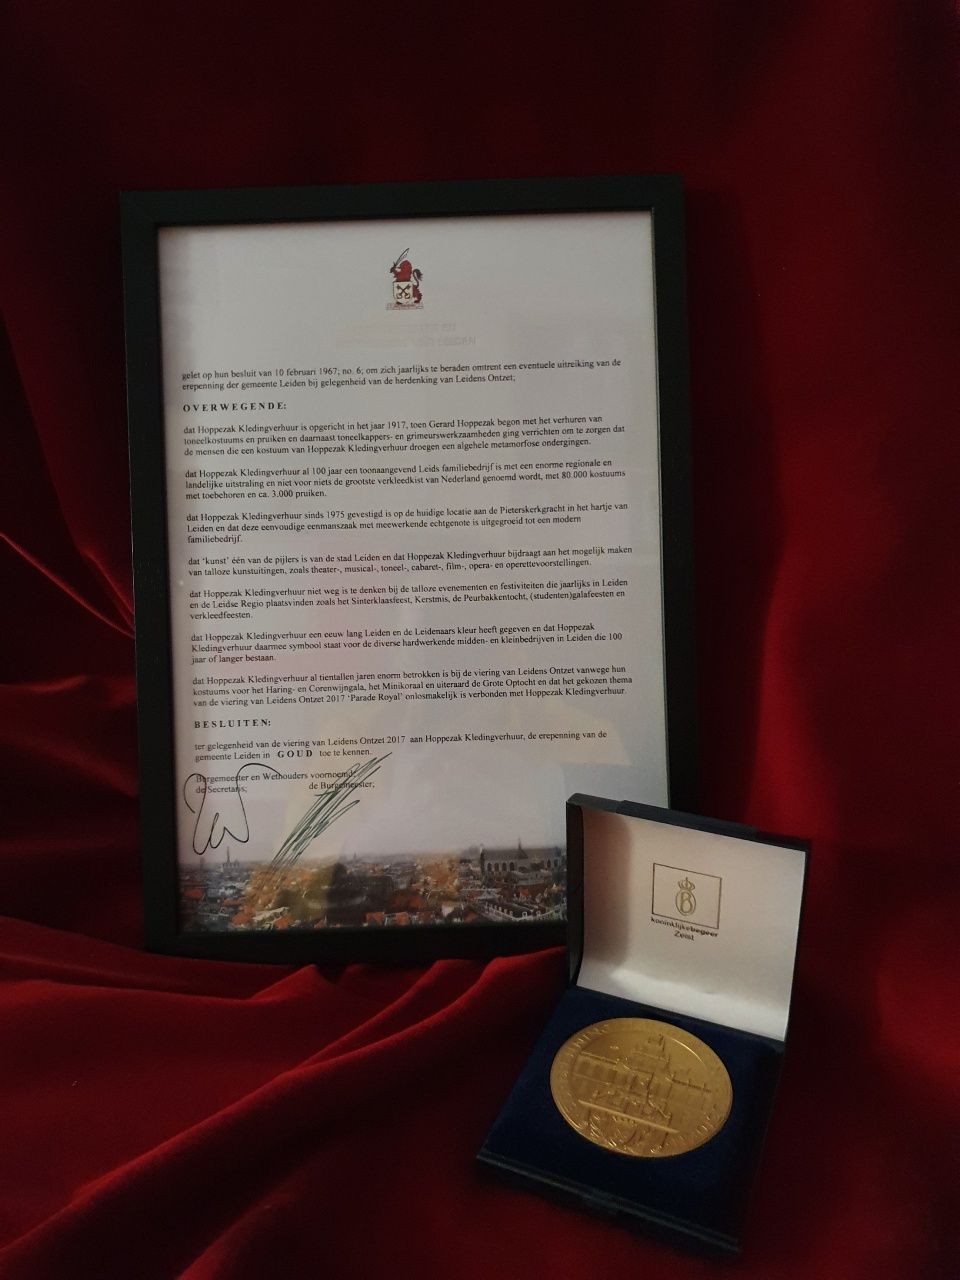 gelet op hun besluit van 10 februari 1967; no. 6; om zich jaarlijks te beraden omtrent een eventuele uitreiking van de
erepenning der gemeente Leiden bij gelegenheid van de herdenking van Leidens Ontzet;
OVERWEGENDE:
dat Hoppezak Kledingverhuur is opgericht in het jaar 1917, toen Gerard Hoppezak begon met het verhuren van
toneelkostuums en pruiken en daarnaast toneelkappers- en grimeurswerkzaamheden ging verrichten om te zorgen dat
de mensen die een kostuum van Hoppezak Kledingverhuur droegen een algehele metamorfose ondergingen.
dat Hoppezak Kledingverhuur al 100 jaar een toonaangevend Leids familiebedrijf is met een enorme regionale en
landelijke uitstraling en niet voor niets de grootste verkleedkist van Nederland genoemd wordt, met 80.000 kostuums
met toebehoren en ca. 3.000 pruiken.
dat Hoppezak Kledingverhuur sinds 1975 gevestigd is op de huidige locatie aan de Pieterskerkgracht in het hartje van
Leiden en dat deze eenvoudige eenmanszaak met meewerkende echtgenote is uitgegroeid tot een modern
familiebedrijf.
dat 'kunst' één van de pijlers is van de stad Leiden en dat Hoppezak Kledingverhuur bijdraagt aan het mogelijk maken
van talloze kunstuitingen, zoals theater-, musical-, toneel-, cabaret-, film-, opera- en operettevoorstellingen.
dat Hoppezak Kledingverhuur niet weg is te denken bij de talloze evenementen en festiviteiten die jaarlijks in Leiden
en de Leidse Regio plaatsvinden zoals het Sinterklaasfeest, Kerstmis, de Peurbakkentocht, (studenten)galafeesten en
verkleedfeesten.
dat Hoppezak Kledingverhuur een eeuw lang Leiden en de Leidenaars kleur heeft gegeven en dat Hoppezak
Kledingverhuur daarmee symbool staat voor de diverse hardwerkende midden- en kleinbedrijven in Leiden die 100
jaar of langer bestaan.
dat Hoppezak Kledingverhuur al tientallen jaren enorm betrokken is bij de viering van Leidens Ontzet vanwege hun
kostuums voor het Haring- en Corenwijngala, het Minikoraal en uiteraard de Grote Optocht en dat het gekozen thema
van de viering van Leidens Ontzet 2017 'Parade Royal' onlosmakelijk is verbonden met Hoppezak Kledingverhuur.
BESLUITEN:
ter gelegenheid van de viering van Leidens Ontzet 2017 aan Hoppezak Kledingverhuur, de erepenning van de
gemeente Leiden in GOUD toe te kennen.
Burgemeester en Wethouders voornoemd;
de Secretaris; de Burgemeester;
koninklijkebegeer
Zeist